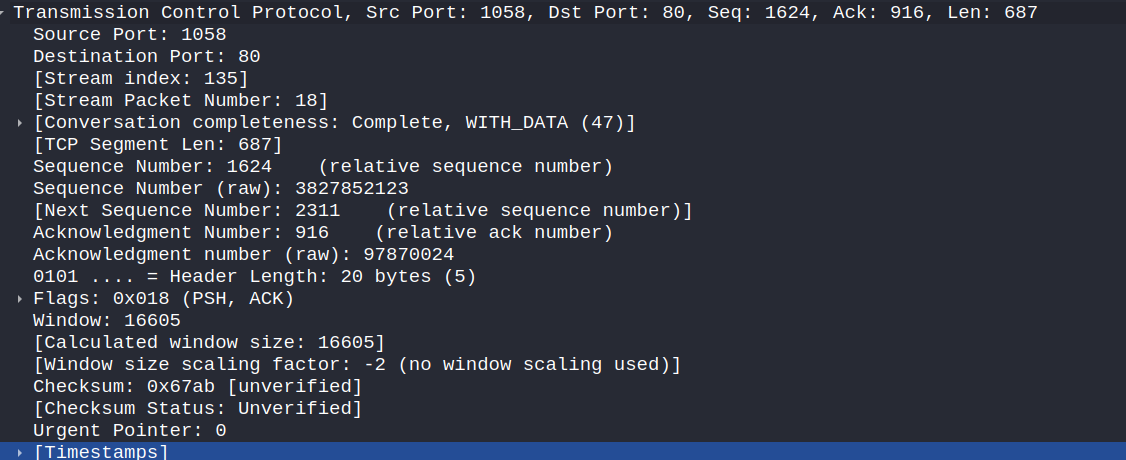 Transmission Control Protocol, Src Port: 1058, Dst Port: 80, Seq: 1624, Ack: 916, Len: 687
Source Port: 1058
Destination Port: 80
[Stream index: 135]
[Stream Packet Number: 18]
[Conversation completeness: Complete, WITH_DATA (47)]
[TCP Segment Len: 687]
Sequence Number: 1624    (relative sequence number)
Sequence Number (raw): 3827852123
[Next Sequence Number: 2311    (relative sequence number)]
Acknowledgment Number: 916    (relative ack number)
Acknowledgment number (raw): 97870024
0101 .... = Header Length: 20 bytes (5)
Flags: 0x018 (PSH, ACK)
Window: 16605
[Calculated window size: 16605]
[Window size scaling factor: -2 (no window scaling used)]
Checksum: 0x67ab [unverified]
[Checksum Status: Unverified]
Urgent Pointer: 0
[Timestamps]